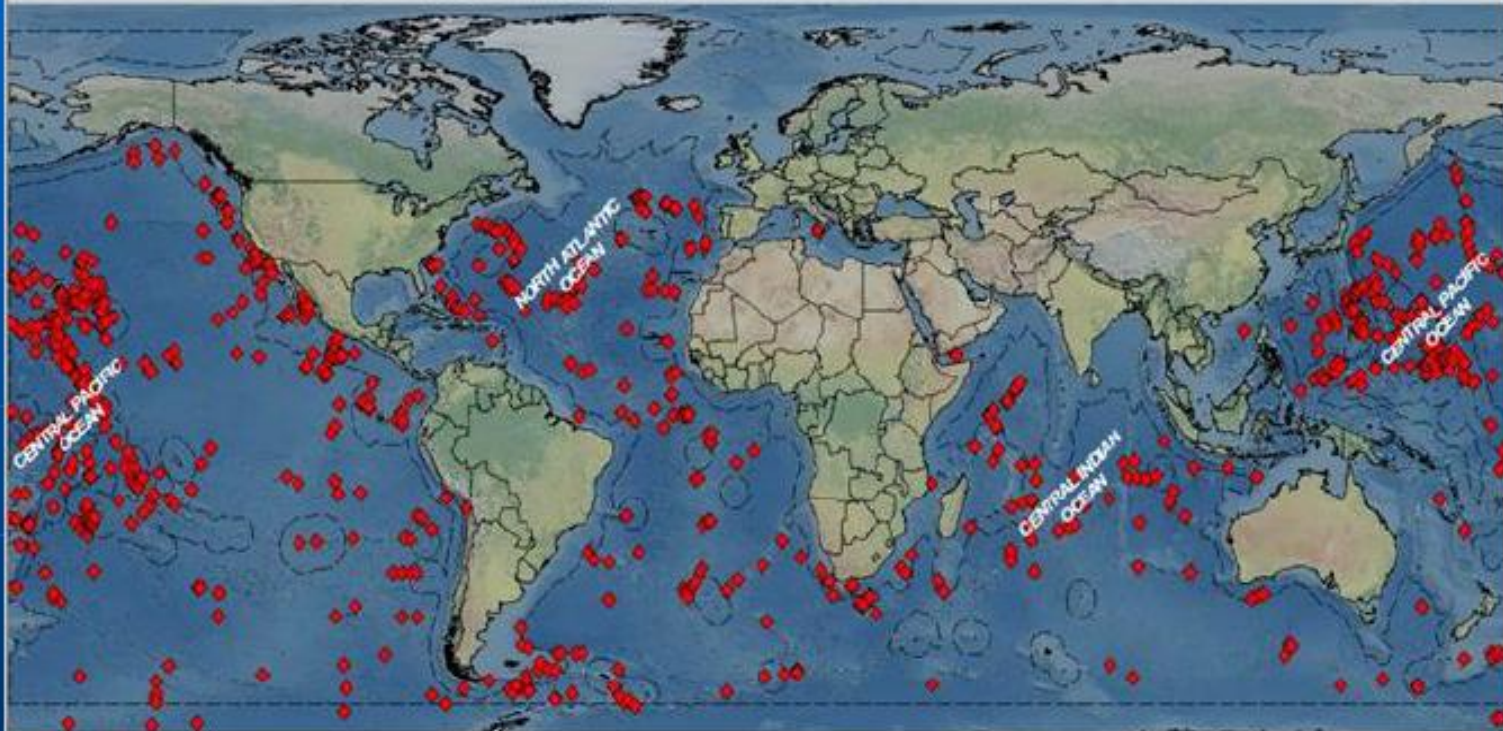 NORTH ATLANTIC
OCEAN
CENTRAL PACIFIC
OCEAN
CENTRAL PACIFIC
OCEAN
CENTRAL INDIAN
OCEAN